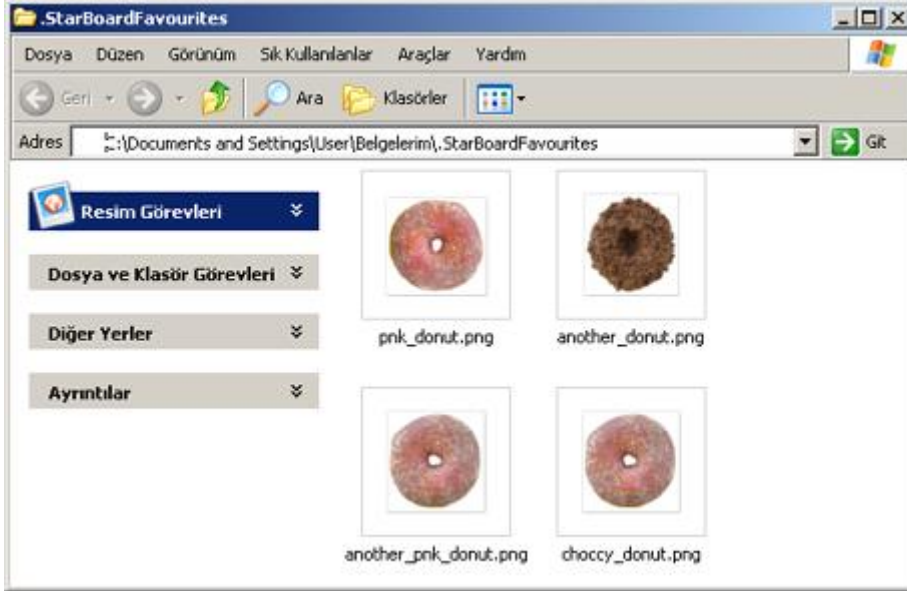 .StarBoardFavourites
Dosya Düzen Görünüm Sık Kullanılanlar Araçlar Yardım
Geri Ara Klasörler
Adres :\Documents and Settings\User\Belgelerim\.StarBoardFavourites Git
Resim Görevleri
Dosya ve Klasör Görevleri
Diğer Yerler
Ayrıntılar
pnk_donut.png another_donut.png
another_pnk_donut.png choccy_donut.png